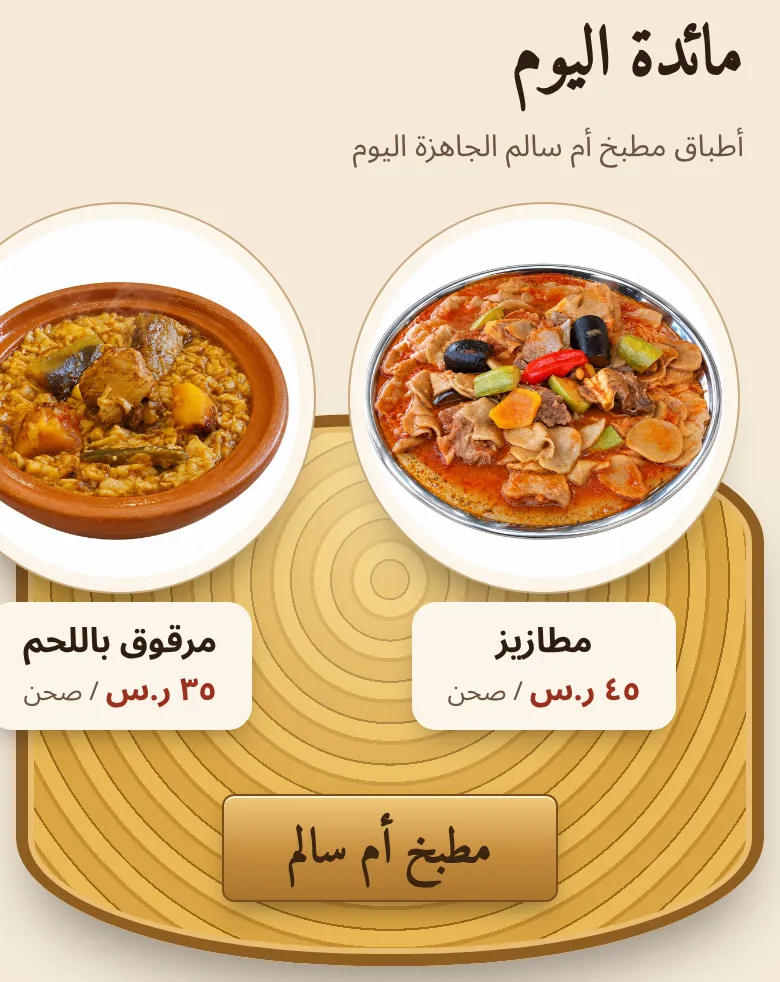 مائدة اليوم
أطباق مطبخ أم سالم الجاهزة اليوم
مطازيز
٤٥ ر.س / صحن
مرقوق باللحم
٣٥ ر.س / صحن
مطبخ أم سالم